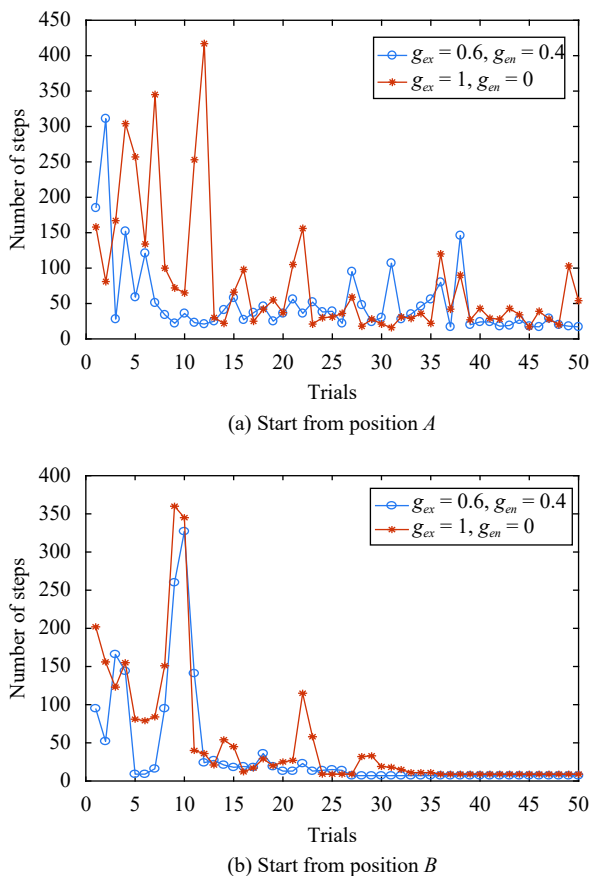 450
400
350
300
250
200
150
100
50
0
Number of steps
g_ex = 0.6, g_en = 0.4
g_ex = 1, g_en = 0
0 5 10 15 20 25 30 35 40 45 50
Trials
(a) Start from position A
400
350
300
250
200
150
100
50
0
Number of steps
g_ex = 0.6, g_en = 0.4
g_ex = 1, g_en = 0
0 5 10 15 20 25 30 35 40 45 50
Trials
(b) Start from position B